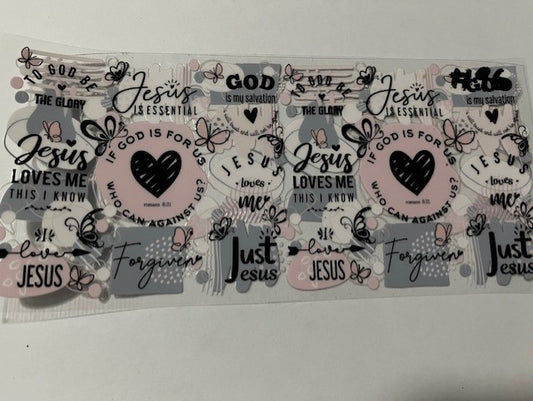 TO GOD BE
THE GLORY
Jesus
IS ESSENTIAL
GOD
is my salvation
Jesus
LOVES ME
THIS I KNOW
IF GOD IS FOR US
WHO CAN AGAINST US?
romans 8:31
JESUS
loves
me
I
love
JESUS
Forgiven
Just
Jesus
TO GOD BE
THE GLORY
Jesus
IS ESSENTIAL
#196
GOD
is my salvation
Jesus
LOVES ME
THIS I KNOW
IF GOD IS FOR US
WHO CAN AGAINST US?
romans 8:31
JESUS
loves
me
I
love
JESUS
Forgiven
Just
Jesus